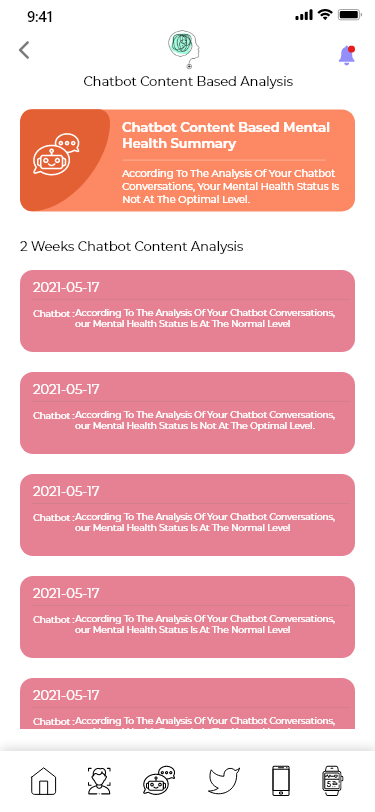 9:41
Chatbot Content Based Analysis
Chatbot Content Based Mental
Health Summary
According To The Analysis Of Your Chatbot
Conversations, Your Mental Health Status Is
Not At The Optimal Level.
2 Weeks Chatbot Content Analysis
2021-05-17
Chatbot : According To The Analysis Of Your Chatbot Conversations,
our Mental Health Status Is At The Normal Level
2021-05-17
Chatbot : According To The Analysis Of Your Chatbot Conversations,
our Mental Health Status Is Not At The Optimal Level.
2021-05-17
Chatbot : According To The Analysis Of Your Chatbot Conversations,
our Mental Health Status Is At The Normal Level
2021-05-17
Chatbot : According To The Analysis Of Your Chatbot Conversations,
our Mental Health Status Is At The Normal Level
2021-05-17
Chatbot : According To The Analysis Of Your Chatbot Conversations,